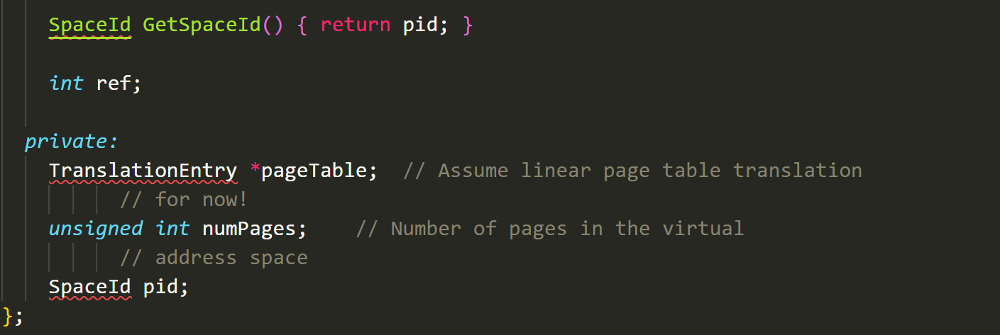 SpaceId GetSpaceId() { return pid; }
int ref;
private:
TranslationEntry *pageTable;  // Assume linear page table translation
// for now!
unsigned int numPages;    // Number of pages in the virtual
// address space
SpaceId pid;
};